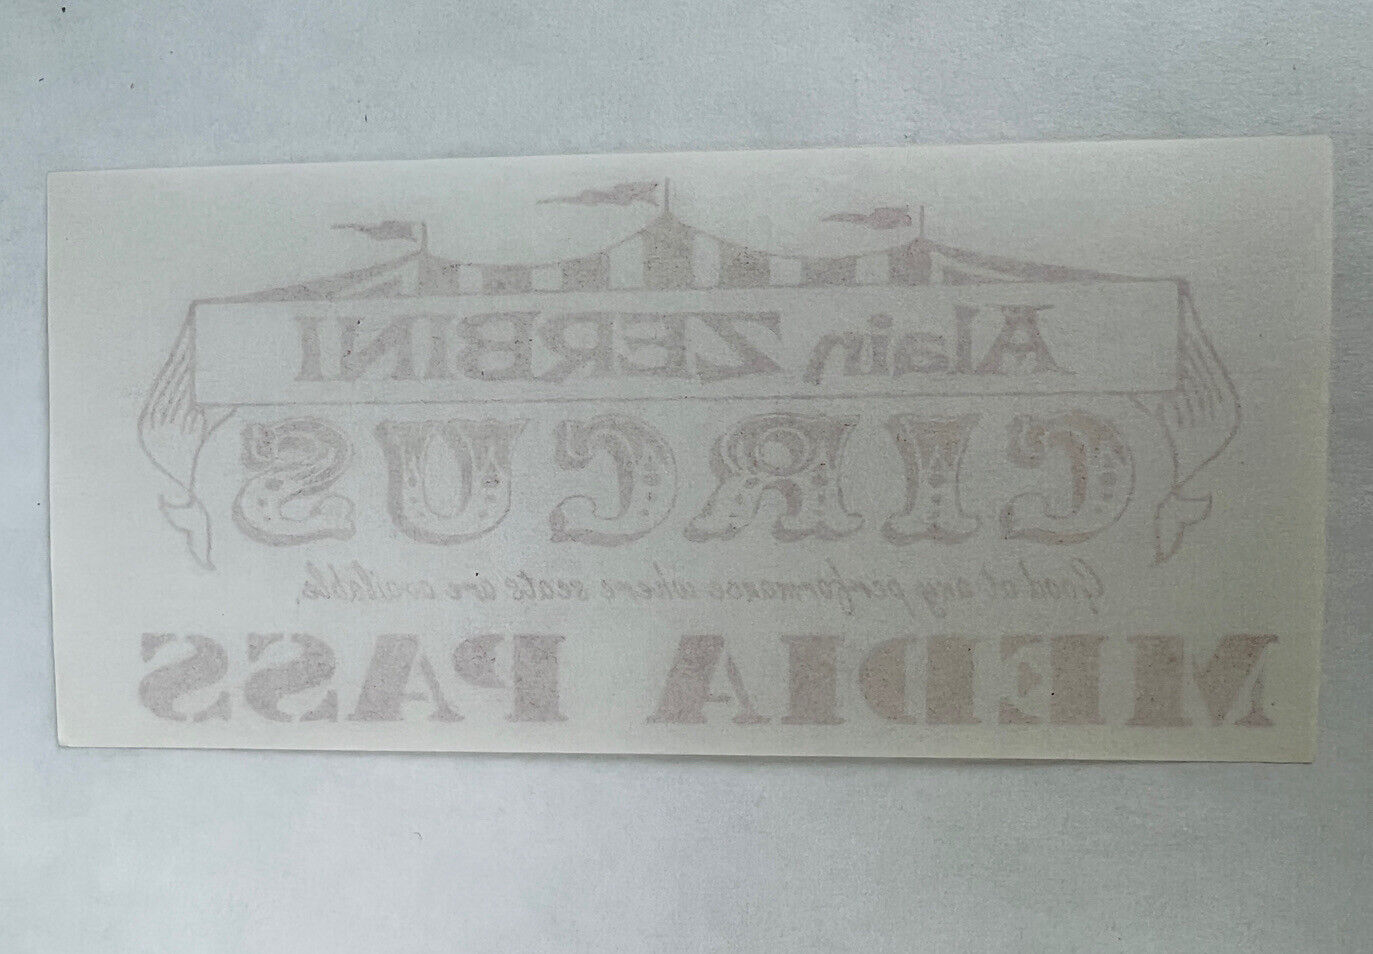 Alain ZERBINI
CIRCUS
Good at any performance where seats are available.
MEDIA PASS